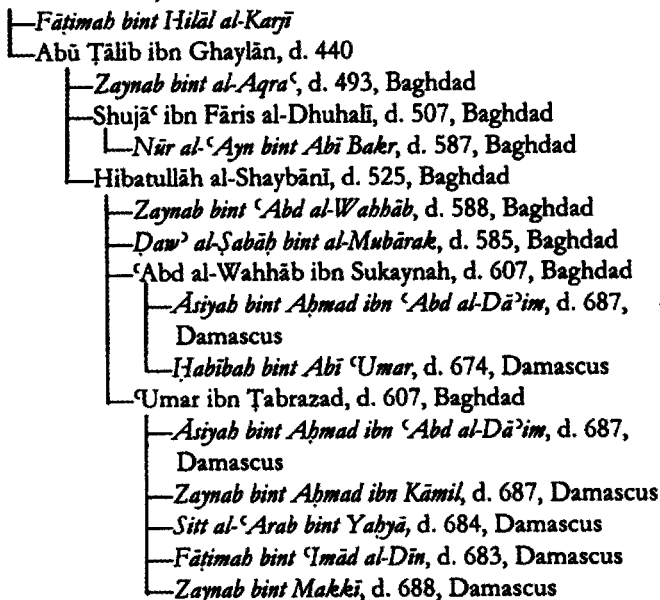 Fāṭimah bint Hilāl al-Karjī
Abū Ṭālib ibn Ghaylān, d. 440
Zaynab bint al-Aqraʿ, d. 493, Baghdad
Shujāʿ ibn Fāris al-Dhuhalī, d. 507, Baghdad
Nūr al-ʿAyn bint Abī Bakr, d. 587, Baghdad
Hibatullāh al-Shaybānī, d. 525, Baghdad
Zaynab bint ʿAbd al-Wahhāb, d. 588, Baghdad
Ḍawʾ al-Ṣabāḥ bint al-Mubārak, d. 585, Baghdad
ʿAbd al-Wahhāb ibn Sukaynah, d. 607, Baghdad
Āsiyah bint Aḥmad ibn ʿAbd al-Dāʾim, d. 687,
Damascus
Ḥabībah bint Abī ʿUmar, d. 674, Damascus
ʿUmar ibn Ṭabrazad, d. 607, Baghdad
Āsiyah bint Aḥmad ibn ʿAbd al-Dāʾim, d. 687,
Damascus
Zaynab bint Aḥmad ibn Kāmil, d. 687, Damascus
Sitt al-ʿArab bint Yaḥyā, d. 684, Damascus
Fāṭimah bint ʿImād al-Dīn, d. 683, Damascus
Zaynab bint Makkī, d. 688, Damascus